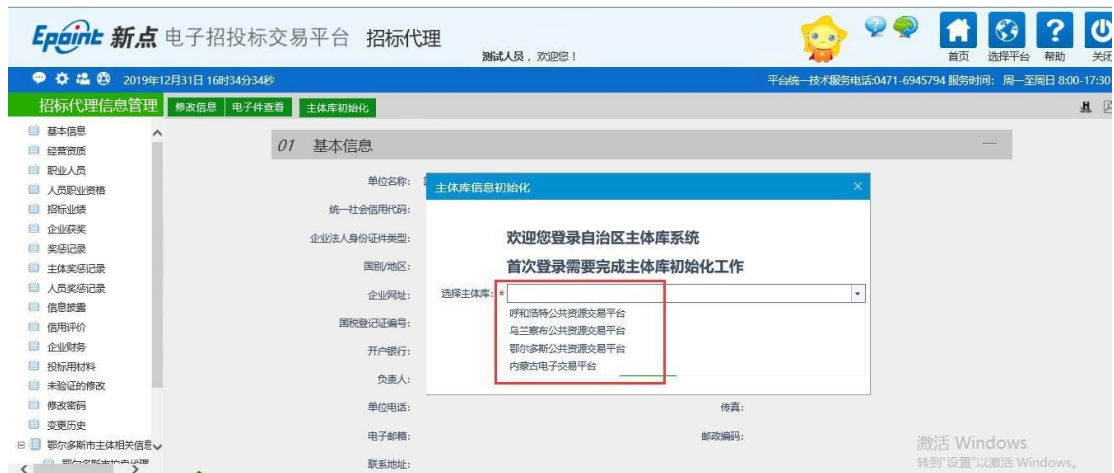 Epoint 新点 电子招投标交易平台 招标代理
测试人员，欢迎您！
首页 选择平台 帮助 关闭
2019年12月31日 16时34分34秒
平台统一技术服务电话:0471-6945794 服务时间：周一至周日 8:00-17:30
招标代理信息管理 修改信息 电子件查看 主体库初始化
基本信息
经营资质
职业人员
人员职业资格
招标业绩
企业获奖
奖惩记录
主体奖惩记录
人员奖惩记录
信息披露
信用评价
企业财务
投标用材料
未验证的修改
修改密码
变更历史
鄂尔多斯市主体相关信息
01 基本信息
单位名称：
统一社会信用代码：
企业法人身份证件类型：
国别/地区：
企业网址：
国税登记证编号：
开户银行：
负责人：
单位电话：
传真：
电子邮箱：
邮政编码：
联系地址：
主体库信息初始化
欢迎您登录自治区主体库系统
首次登录需要完成主体库初始化工作
选择主体库：*
呼和浩特公共资源交易平台
乌兰察布公共资源交易平台
鄂尔多斯公共资源交易平台
内蒙古电子交易平台
激活 Windows
转到"设置"以激活 Windows。